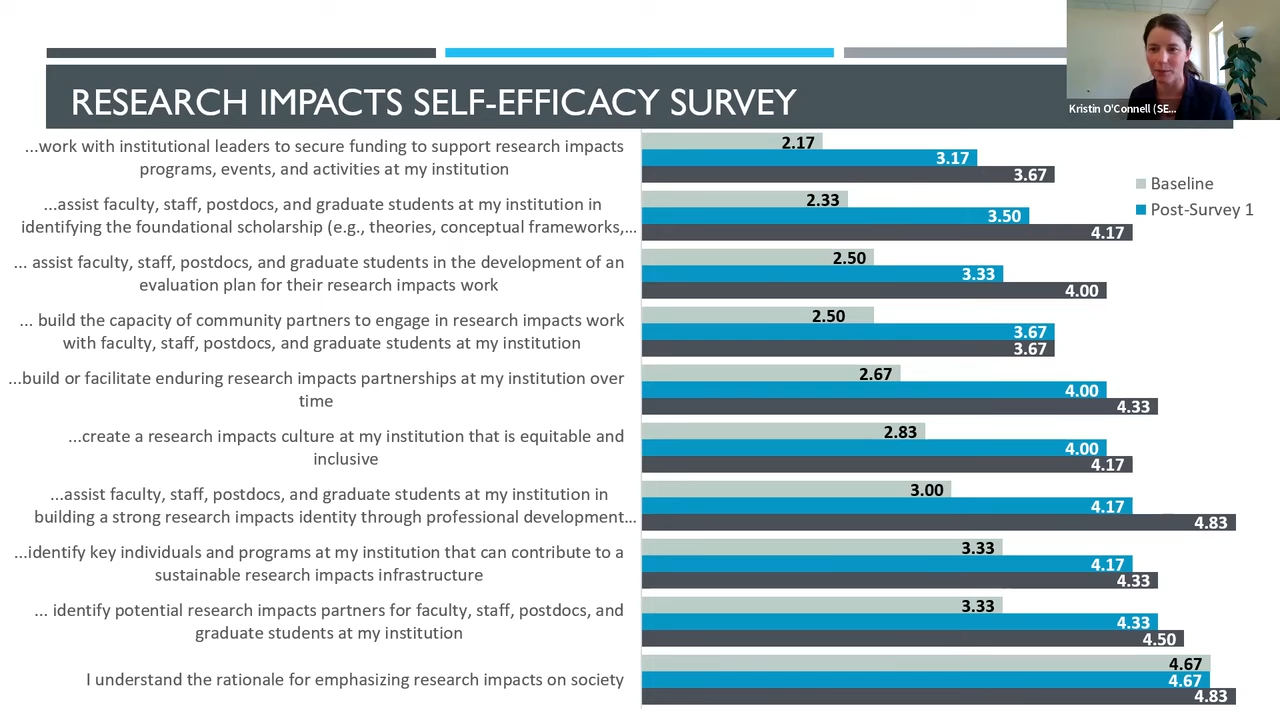 RESEARCH IMPACTS SELF-EFFICACY SURVEY
Kristin O'Connell (SE...
...work with institutional leaders to secure funding to support research impacts
programs, events, and activities at my institution
2.17
3.17
3.67
Baseline
Post-Survey 1
...assist faculty, staff, postdocs, and graduate students at my institution in
identifying the foundational scholarship (e.g., theories, conceptual frameworks,...
2.33
3.50
4.17
... assist faculty, staff, postdocs, and graduate students in the development of an
evaluation plan for their research impacts work
2.50
3.33
4.00
... build the capacity of community partners to engage in research impacts work
with faculty, staff, postdocs, and graduate students at my institution
2.50
3.67
3.67
...build or facilitate enduring research impacts partnerships at my institution over
time
2.67
4.00
4.33
...create a research impacts culture at my institution that is equitable and
inclusive
2.83
4.00
4.17
...assist faculty, staff, postdocs, and graduate students at my institution in
building a strong research impacts identity through professional development...
3.00
4.17
4.83
...identify key individuals and programs at my institution that can contribute to a
sustainable research impacts infrastructure
3.33
4.17
4.33
... identify potential research impacts partners for faculty, staff, postdocs, and
graduate students at my institution
3.33
4.33
4.50
I understand the rationale for emphasizing research impacts on society
4.67
4.67
4.83